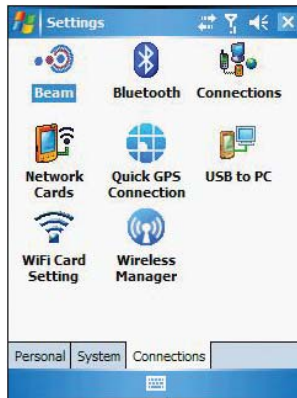 Settings
Beam
Bluetooth
Connections
Network Cards
Quick GPS Connection
USB to PC
WiFi Card Setting
Wireless Manager
Personal System Connections